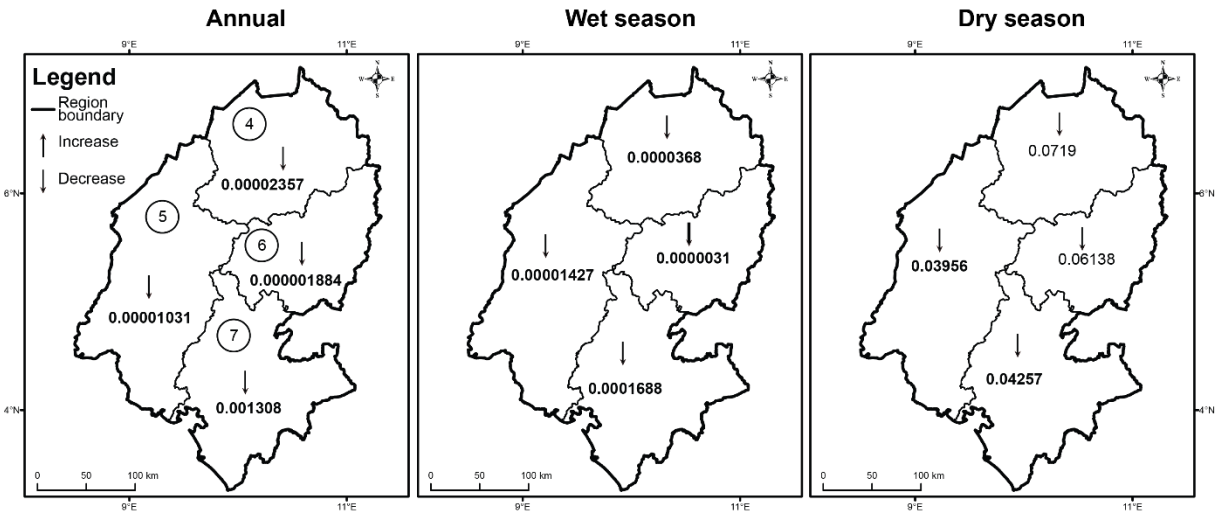 Annual
Wet season
Dry season
9°E
11°E
9°E
11°E
9°E
11°E
Legend
Region
boundary
Increase
Decrease
N
W
E
S
4
0.00002357
5
6
0.000001884
0.00001031
7
0.001308
6°N
4°N
0 50 100 km
N
W
E
S
0.0000368
0.0000031
0.00001427
0.0001688
0 50 100 km
N
W
E
S
0.0719
0.03956
0.06138
0.04257
6°N
4°N
0 50 100 km
9°E
11°E
9°E
11°E
9°E
11°E